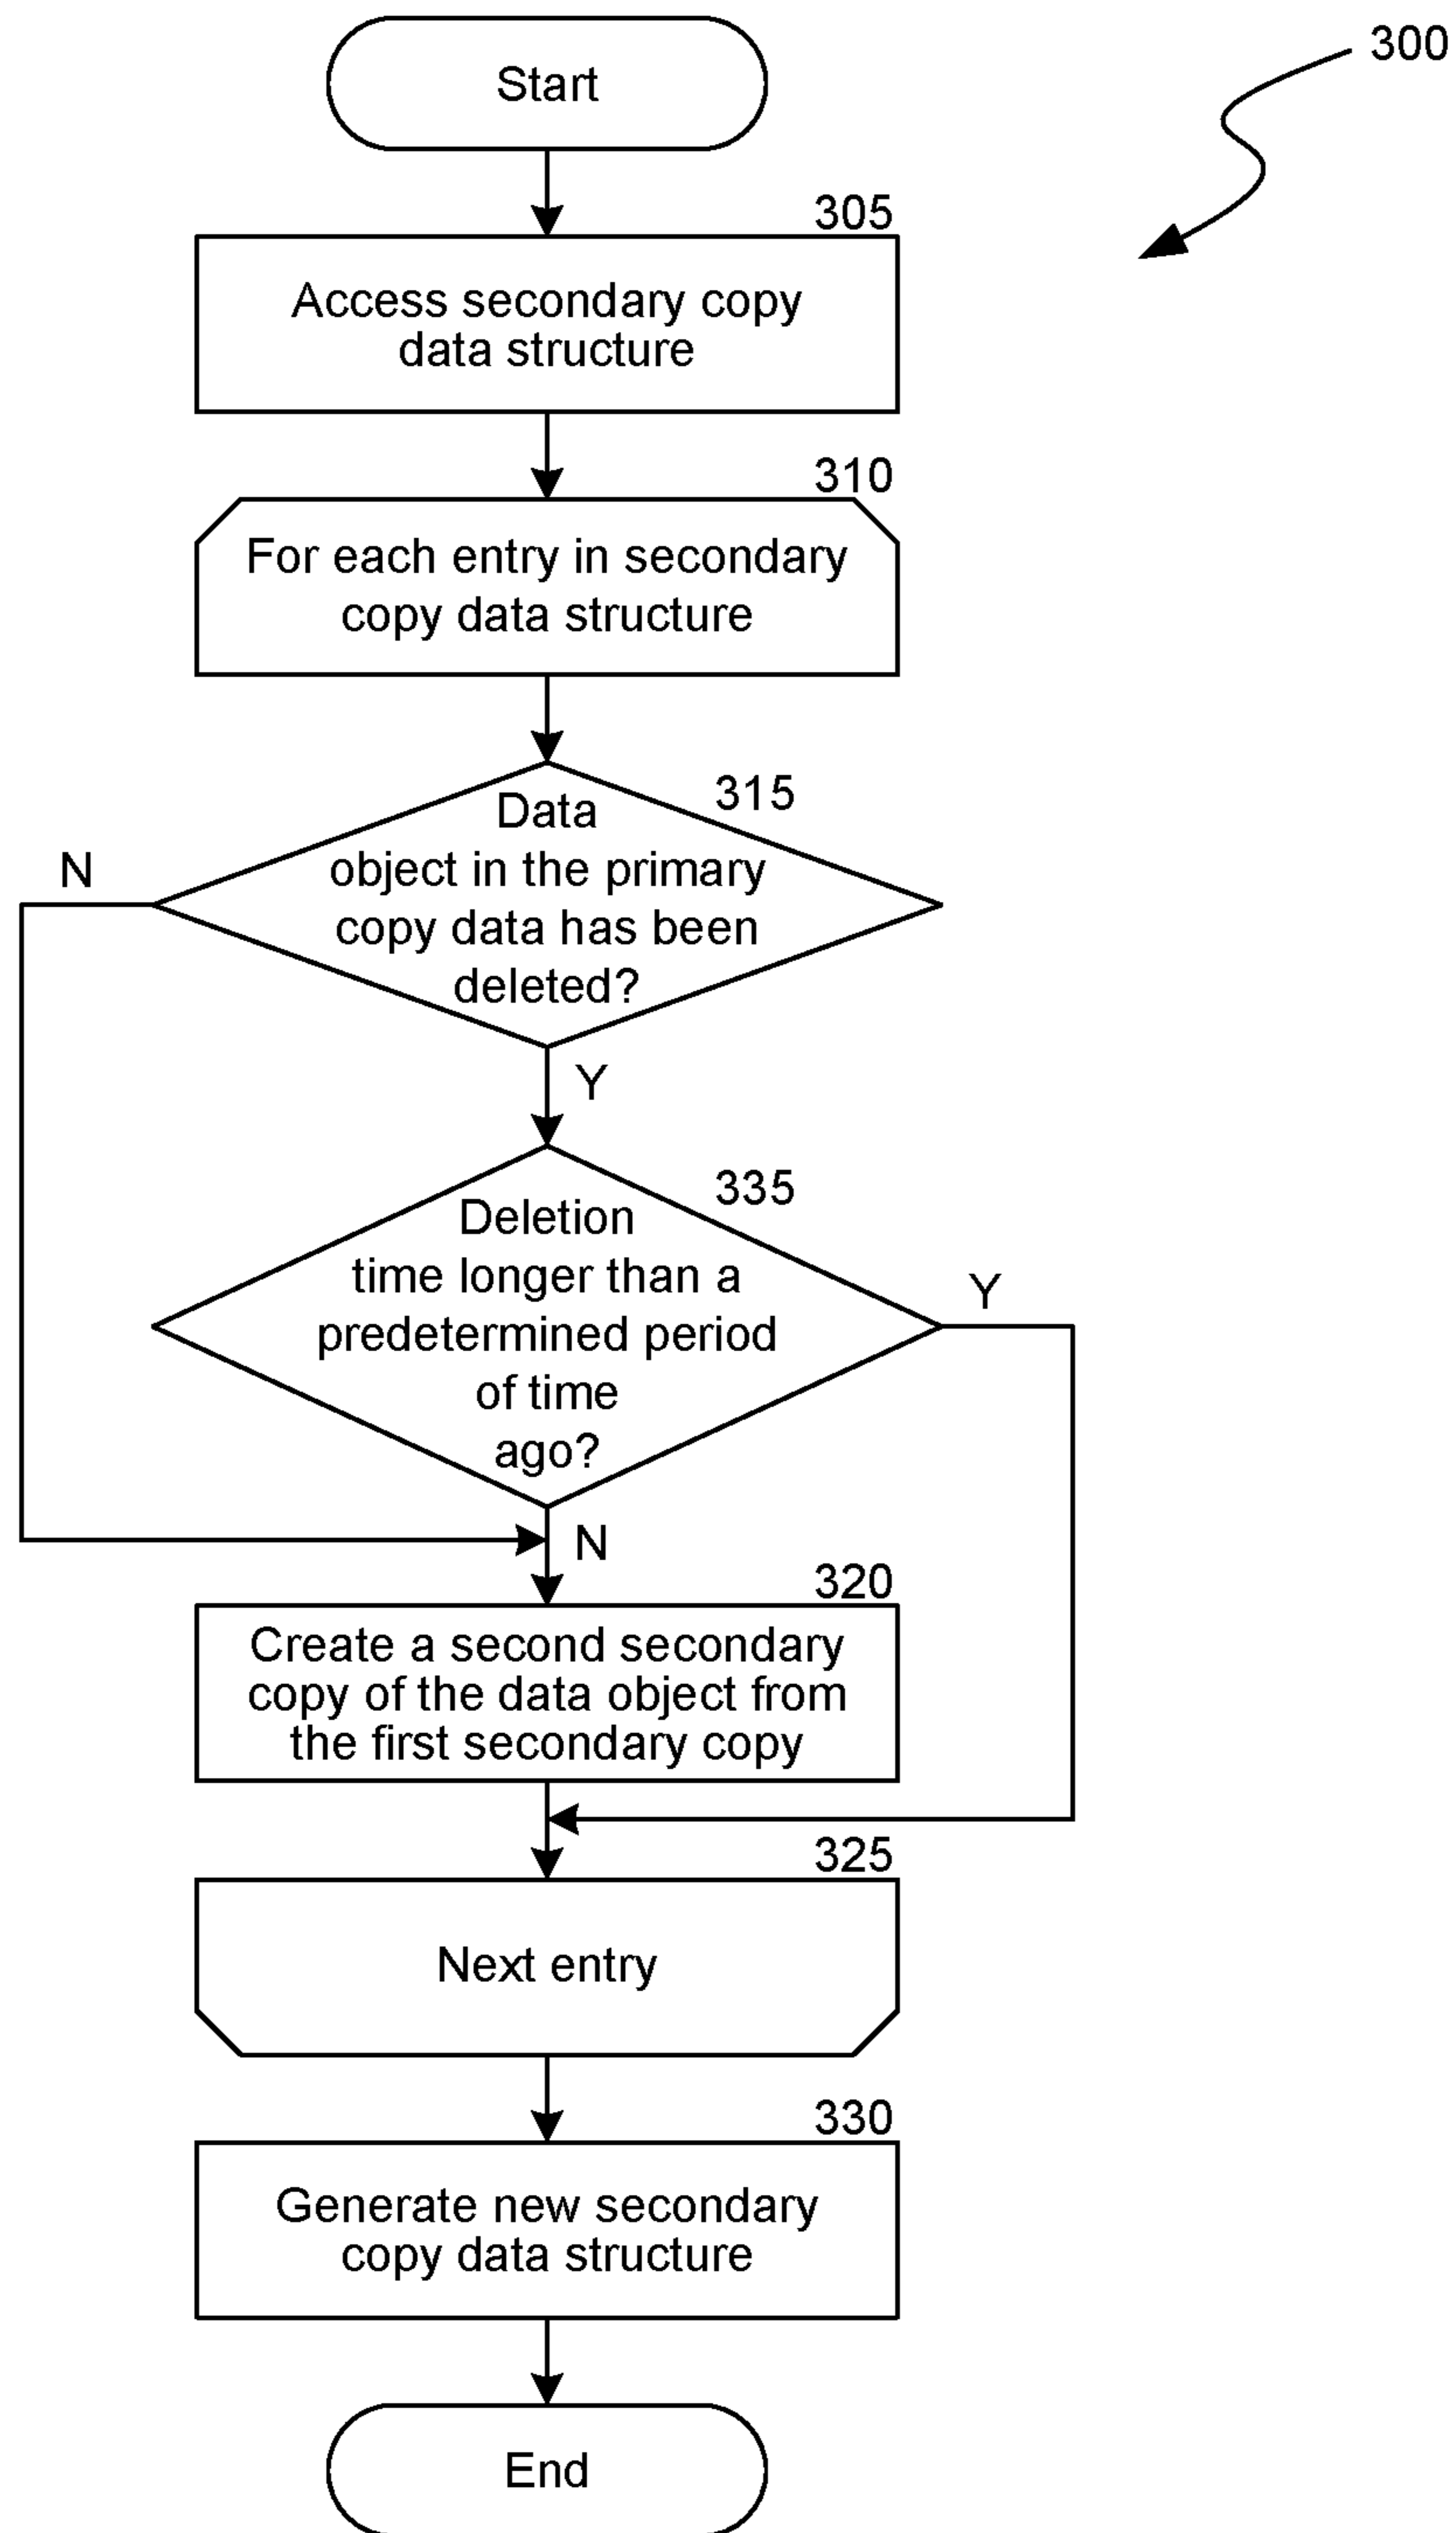 Start
300
305
Access secondary copy
data structure
310
For each entry in secondary
copy data structure
315
Data
object in the primary
copy data has been
deleted?
N
Y
335
Deletion
time longer than a
predetermined period
of time
ago?
Y
N
320
Create a second secondary
copy of the data object from
the first secondary copy
325
Next entry
330
Generate new secondary
copy data structure
End